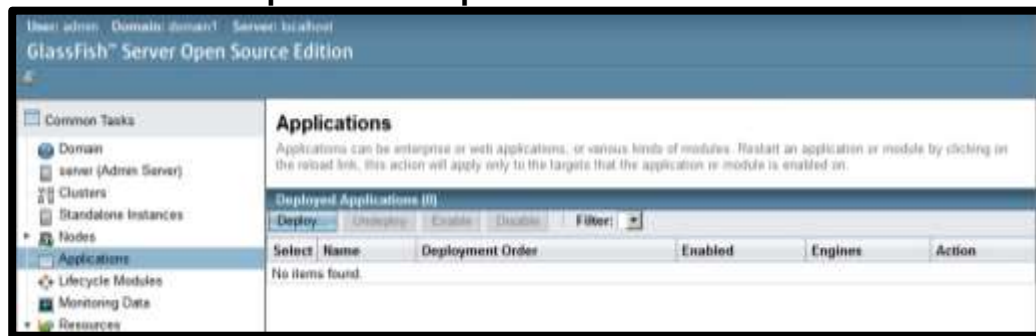 User: admin Domain: domain1 Server: localhost
GlassFish™ Server Open Source Edition
Common Tasks
Domain
server (Admin Server)
Clusters
Standalone Instances
Nodes
Applications
Lifecycle Modules
Monitoring Data
Resources
Applications
Applications can be enterprise or web applications, or various kinds of modules. Restart an application or module by clicking on
the reload link, this action will apply only to the targets that the application or module is enabled on.
Deployed Applications (0)
Deploy... Undeploy Enable Disable Filter:
Select Name Deployment Order Enabled Engines Action
No items found.